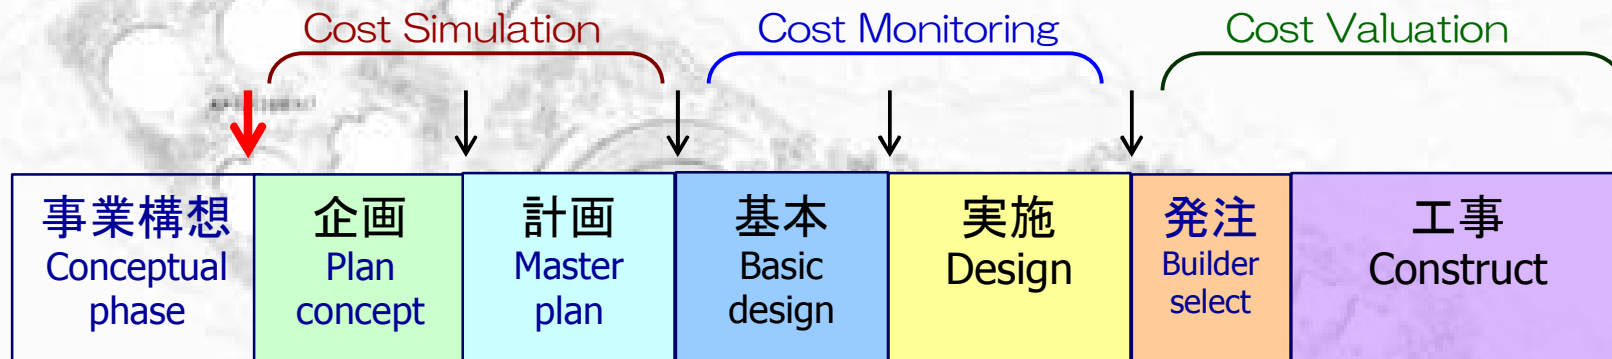 Cost Simulation
Cost Monitoring
Cost Valuation
事業構想
Conceptual
phase
企画
Plan
concept
計画
Master
plan
基本
Basic
design
実施
Design
発注
Builder
select
工事
Construct